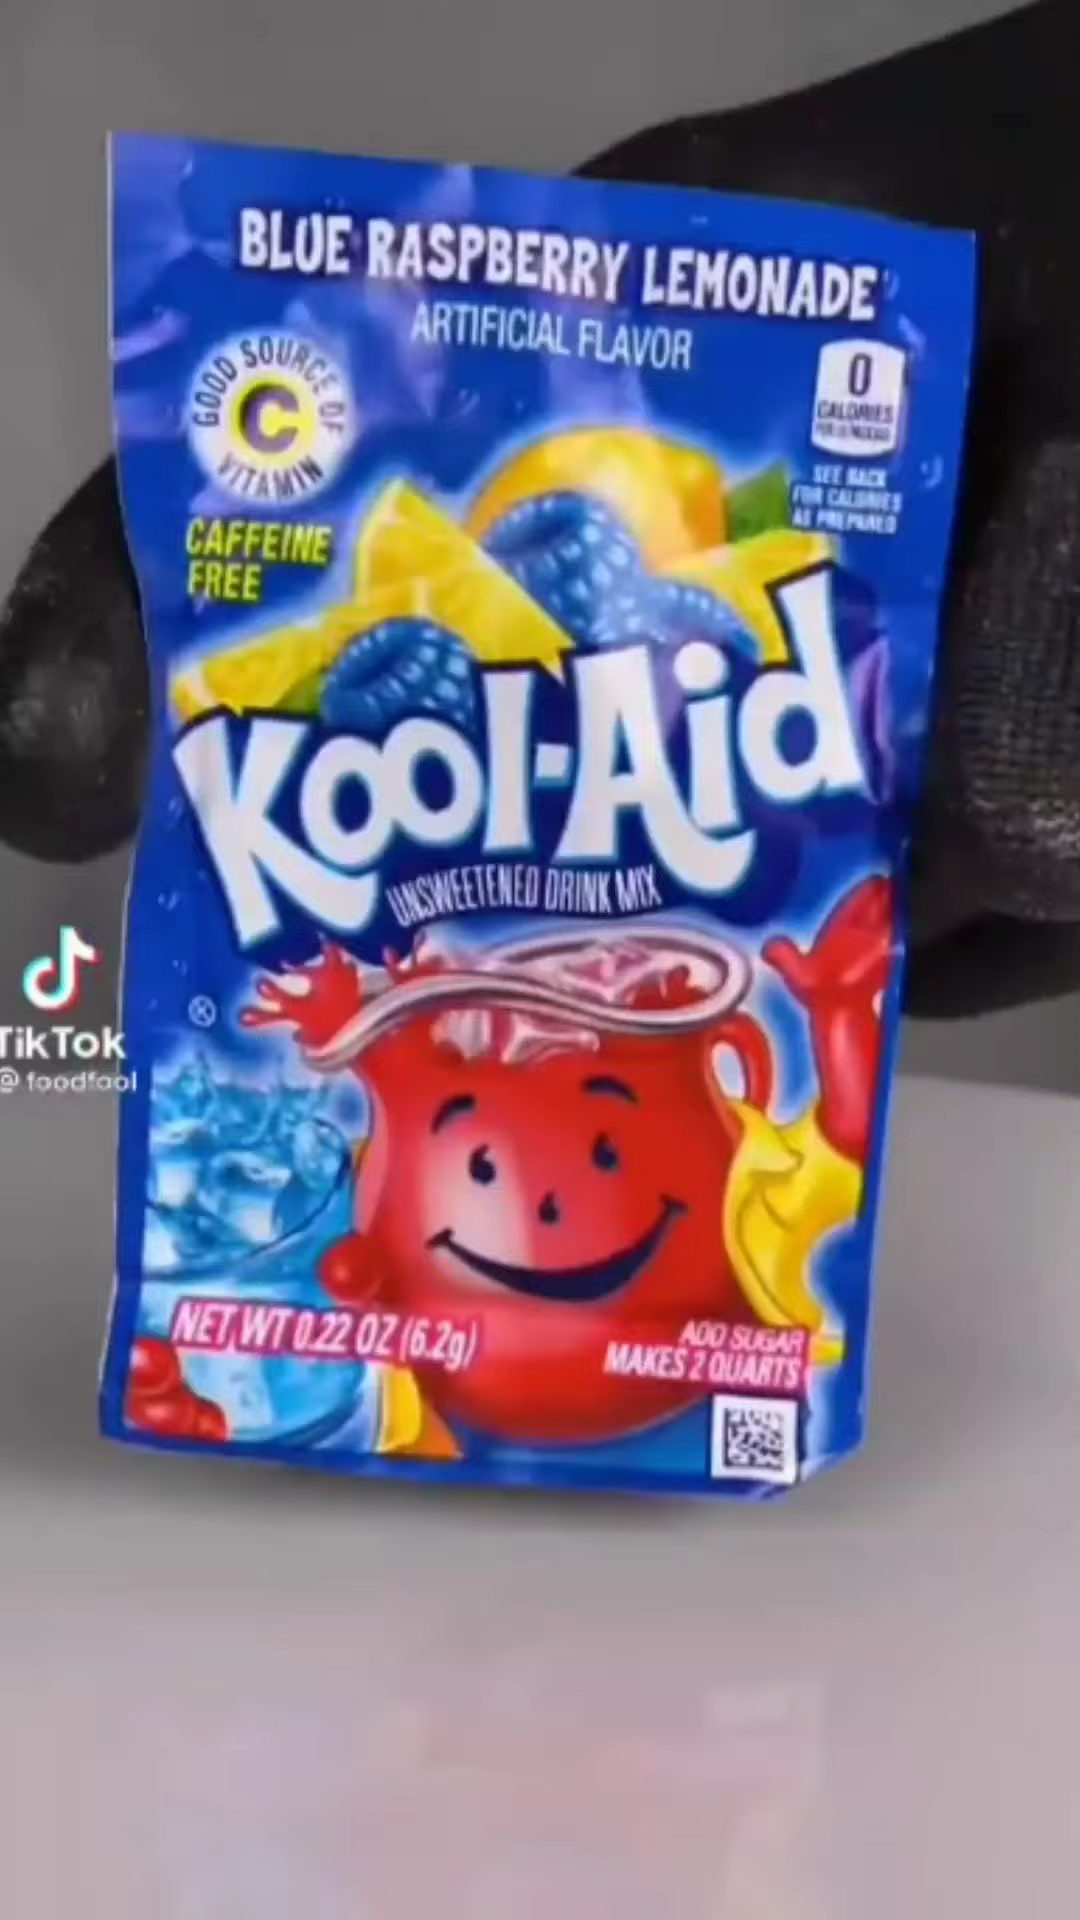 BLUE RASPBERRY LEMONADE
ARTIFICIAL FLAVOR
GOOD SOURCE OF
C
VITAMIN
0
CALORIES
SEE BACK
FOR CALORIES
AS PREPARED
CAFFEINE
FREE
Kool-Aid
UNSWEETENED DRINK MIX
TikTok
@foodfool
NET WT 0.22 OZ (6.2g)
ADD SUGAR
MAKES 2 QUARTS